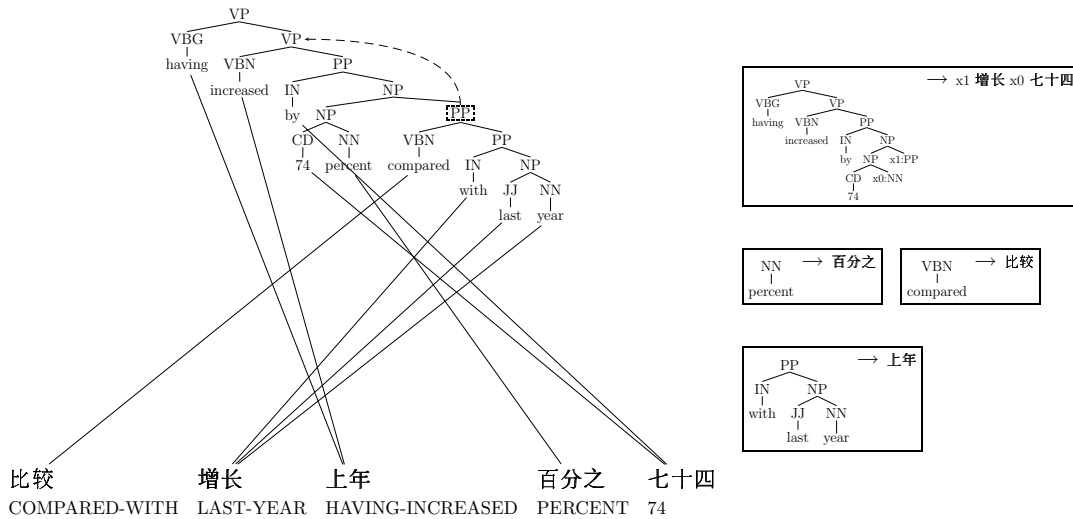 VP
VBG VP
having VBN PP
increased IN NP
by NP PP
CD NN VBN PP
74 percent compared IN NP
with JJ NN
last year
比较 增长 上年 百分之 七十四
COMPARED-WITH LAST-YEAR HAVING-INCREASED PERCENT 74
VP → x1 增长 x0 七十四
VBG VP
having VBN PP
increased IN NP
by NP x1:PP
CD x0:NN
74
NN → 百分之
percent
VBN → 比较
compared
PP → 上年
IN NP
with JJ NN
last year